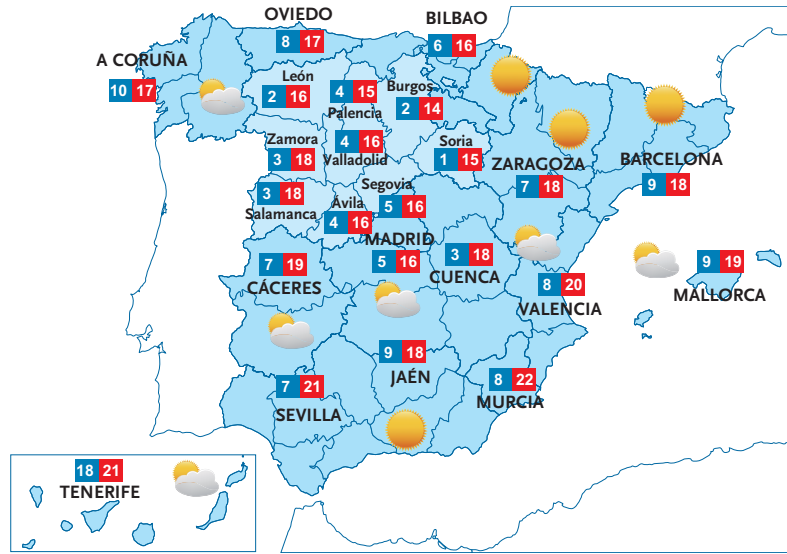 OVIEDO
8 17
BILBAO
6 16
A CORUÑA
10 17
León
2 16
4 15
Palencia
Burgos
2 14
Zamora
3 18
4 16
Valladolid
Soria
1 15
ZARAGOZA
7 18
BARCELONA
9 18
3 18
Salamanca
Ávila
4 16
Segovia
5 16
MADRID
5 16
3 18
CUENCA
7 19
CÁCERES
8 20
VALENCIA
9 19
MALLORCA
9 18
JAÉN
7 21
SEVILLA
8 22
MURCIA
18 21
TENERIFE